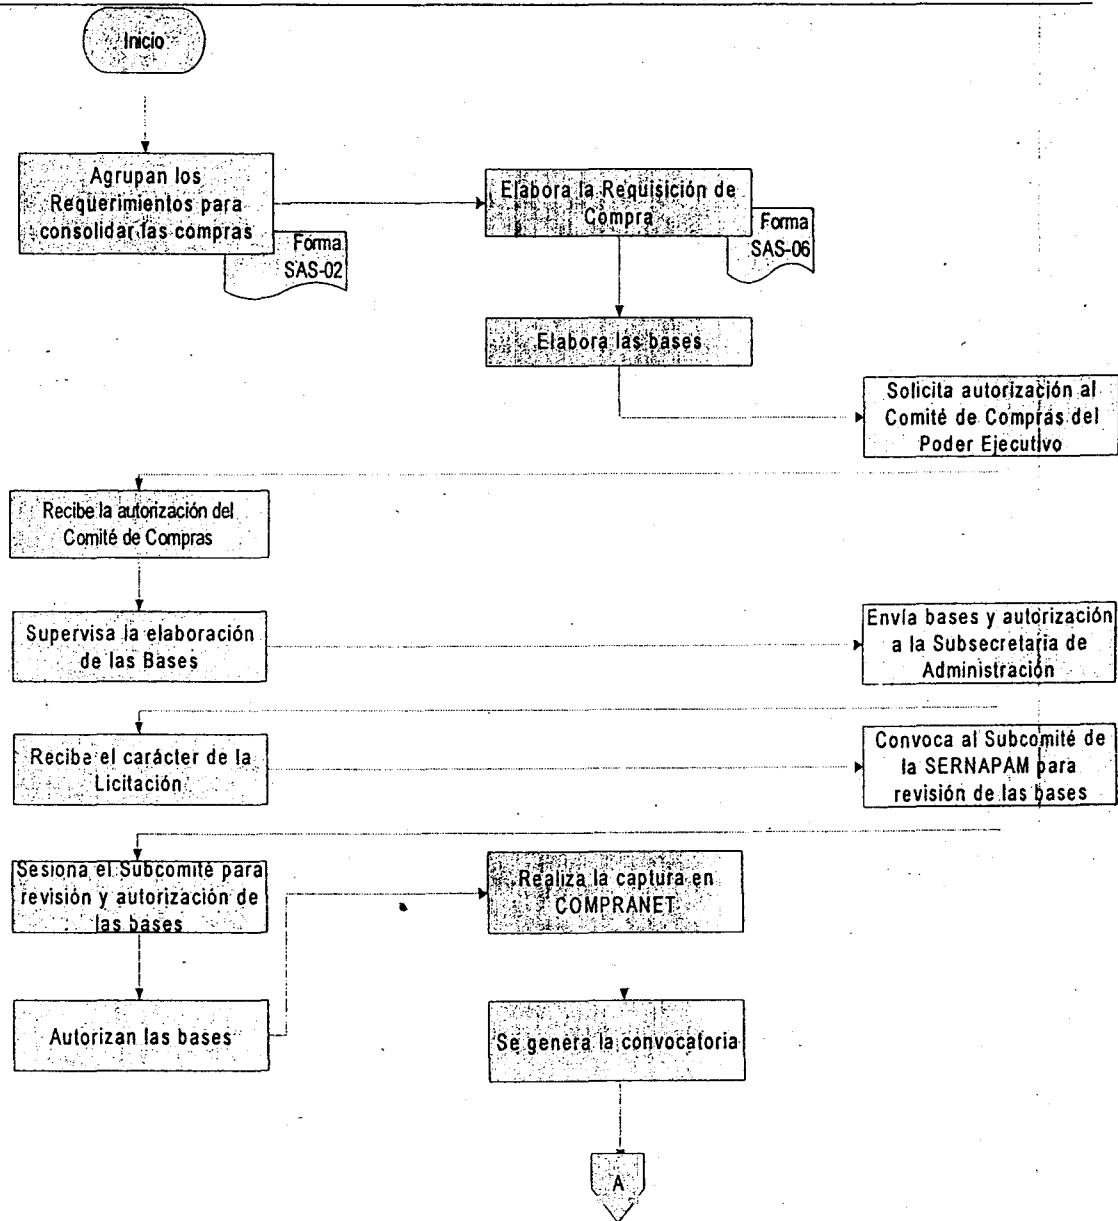 Inicio
Agrupan los
Requerimientos para
consolidar las compras
Forma
SAS-02
Elabora la Requisición de
Compra
Forma
SAS-06
Elabora las bases
Solicita autorización al
Comité de Compras del
Poder Ejecutivo
Recibe la autorización del
Comité de Compras
Supervisa la elaboración
de las Bases
Envía bases y autorización
a la Subsecretaria de
Administración
Recibe el carácter de la
Licitación
Convoca al Subcomité de
la SERNAPAM para
revisión de las bases
Sesiona el Subcomité para
revisión y autorización de
las bases
Realiza la captura en
COMPRANET
Autorizan las bases
Se genera la convocatoria
A